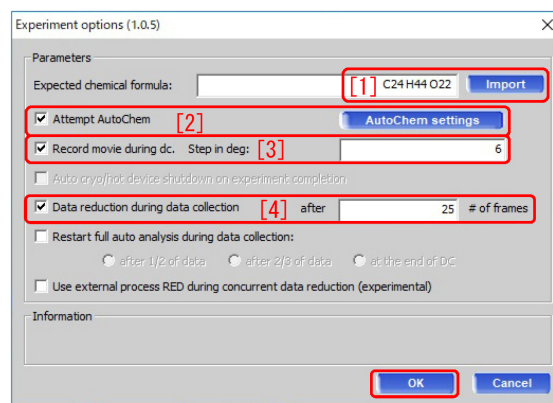 Experiment options (1.0.5)
Parameters
Expected chemical formula: [1] C24 H44 O22 Import
Attempt AutoChem [2] AutoChem settings
Record movie during dc. Step in deg: [3] 6
Auto cryo/hot device shutdown on experiment completion
Data reduction during data collection [4] after 25 # of frames
Restart full auto analysis during data collection:
after 1/2 of data after 2/3 of data at the end of DC
Use external process RED during concurrent data reduction (experimental)
Information
OK Cancel